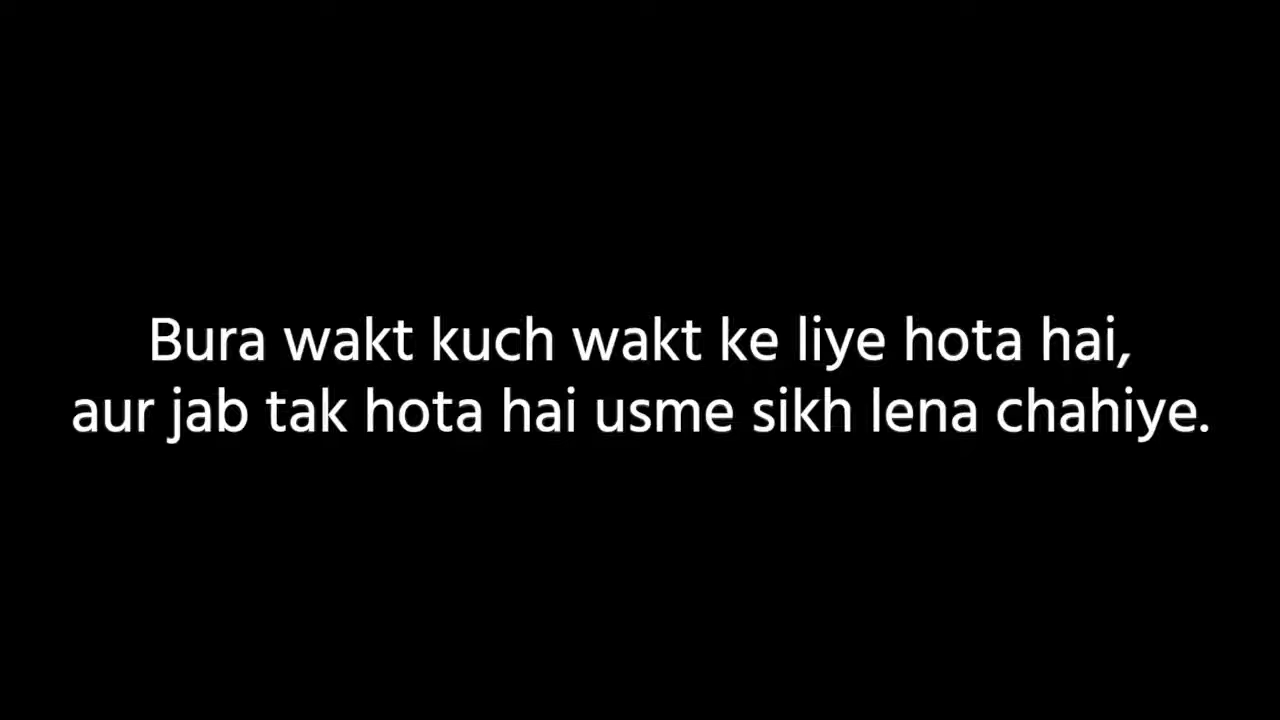 Bura wakt kuch wakt ke liye hota hai,
aur jab tak hota hai usme sikh lena chahiye.